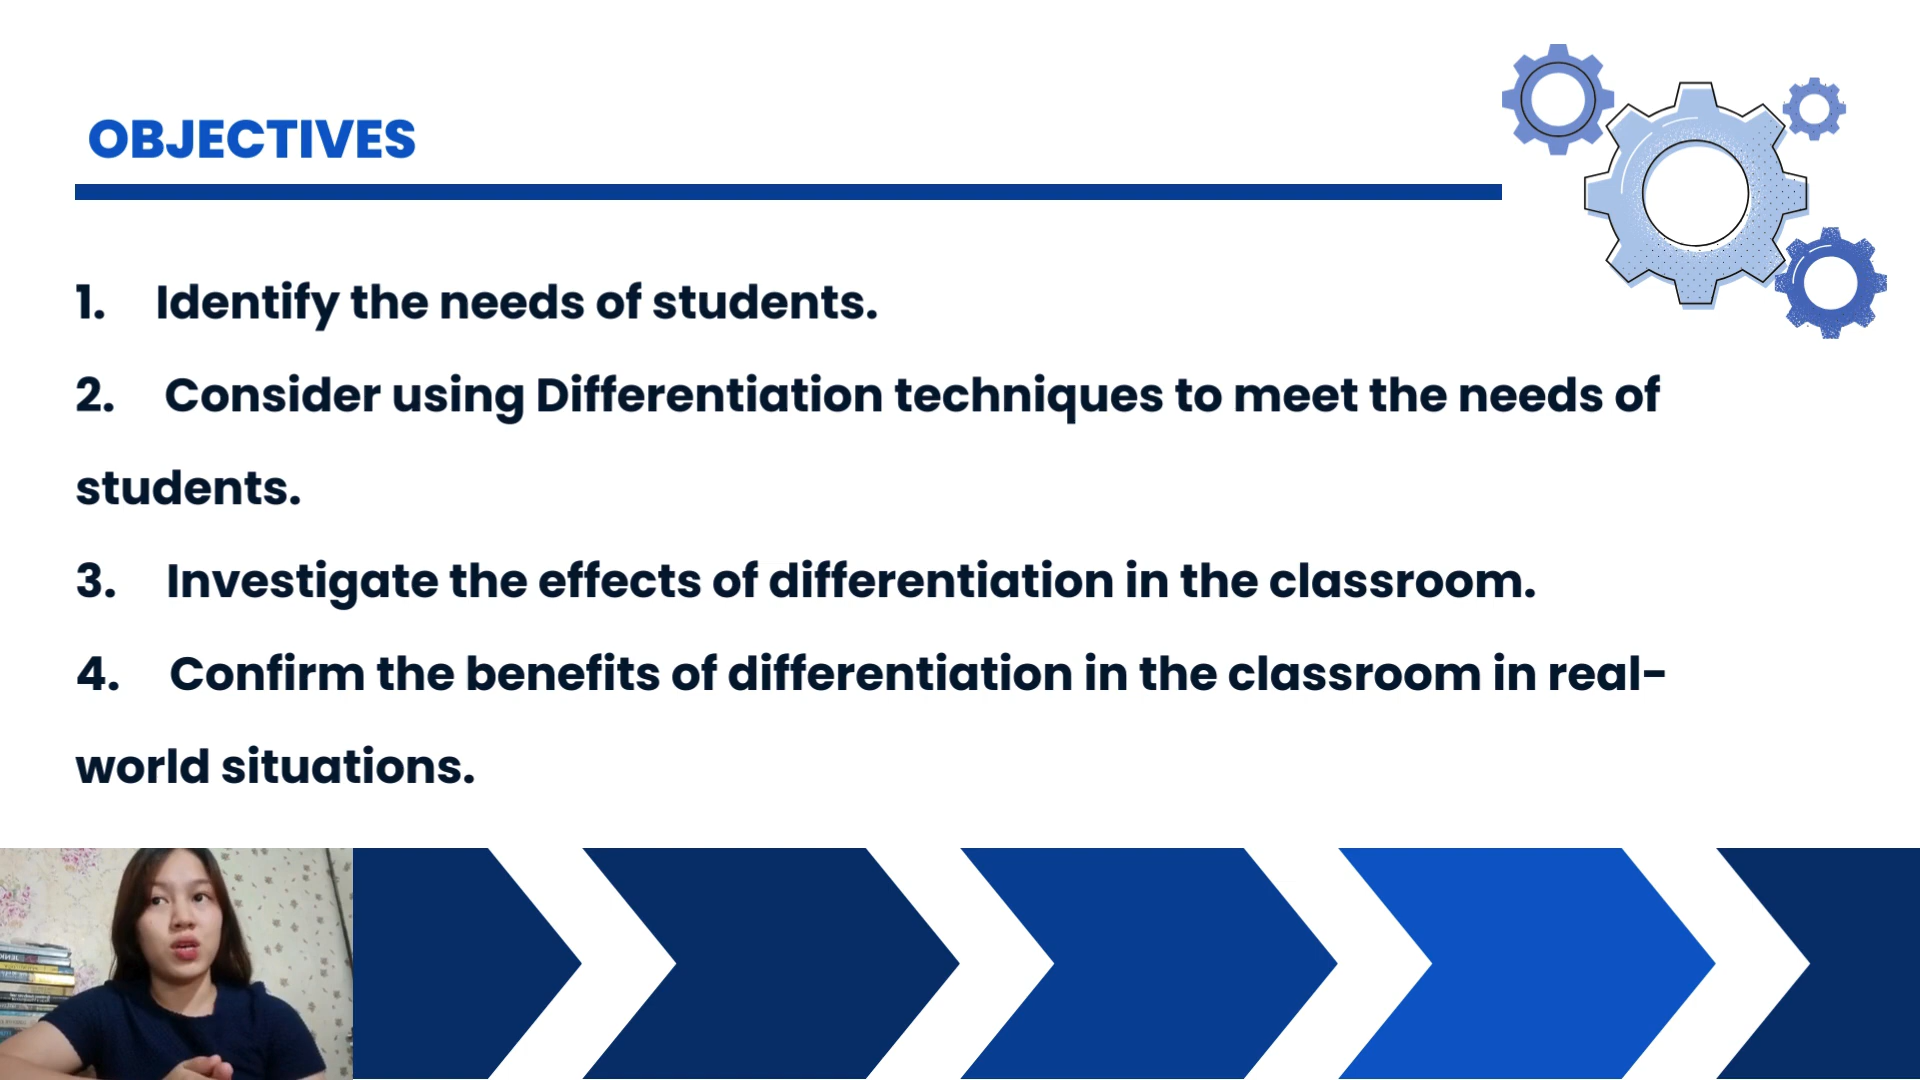 OBJECTIVES
1. Identify the needs of students.
2. Consider using Differentiation techniques to meet the needs of
students.
3. Investigate the effects of differentiation in the classroom.
4. Confirm the benefits of differentiation in the classroom in real-
world situations.